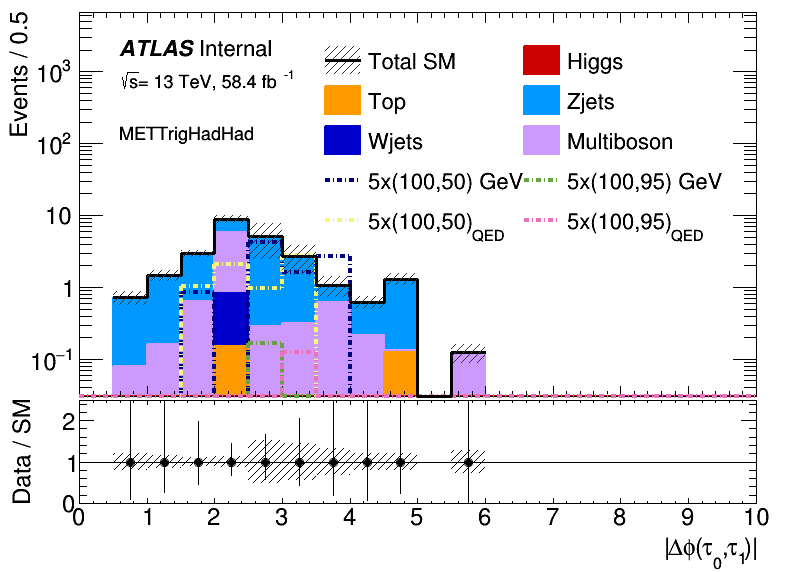 Events / 0.5
10³
10²
10
1
10⁻¹
ATLAS Internal
√s= 13 TeV, 58.4 fb ⁻¹
METTrigHadHad
Total SM
Higgs
Top
Zjets
Wjets
Multiboson
5x(100,50) GeV
5x(100,95) GeV
5x(100,50)QED
5x(100,95)QED
Data / SM
2
1
0
0 1 2 3 4 5 6 7 8 9 10
|Δϕ(τ₀,τ₁)|